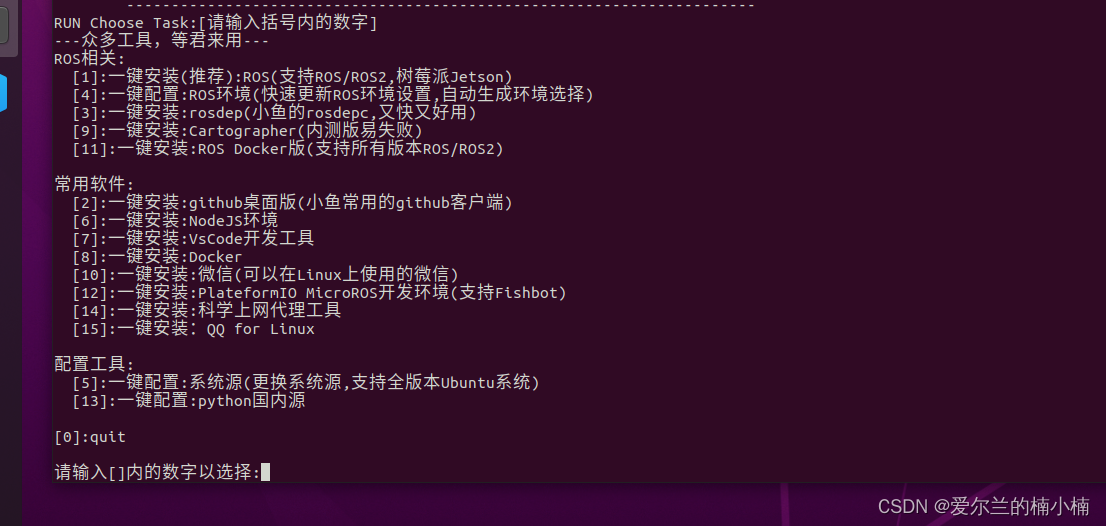 ----------------------------------------------------------------------
RUN Choose Task:[请输入括号内的数字]
---众多工具，等君来用---
ROS相关:
[1]:一键安装(推荐):ROS(支持ROS/ROS2,树莓派Jetson)
[4]:一键配置:ROS环境(快速更新ROS环境设置,自动生成环境选择)
[3]:一键安装:rosdep(小鱼的rosdepc,又快又好用)
[9]:一键安装:Cartographer(内测版易失败)
[11]:一键安装:ROS Docker版(支持所有版本ROS/ROS2)
常用软件:
[2]:一键安装:github桌面版(小鱼常用的github客户端)
[6]:一键安装:NodeJS环境
[7]:一键安装:VsCode开发工具
[8]:一键安装:Docker
[10]:一键安装:微信(可以在Linux上使用的微信)
[12]:一键安装:PlateformIO MicroROS开发环境(支持Fishbot)
[14]:一键安装:科学上网代理工具
[15]:一键安装：QQ for Linux
配置工具:
[5]:一键配置:系统源(更换系统源,支持全版本Ubuntu系统)
[13]:一键配置:python国内源
[0]:quit
请输入[]内的数字以选择:
CSDN @爱尔兰的楠小楠